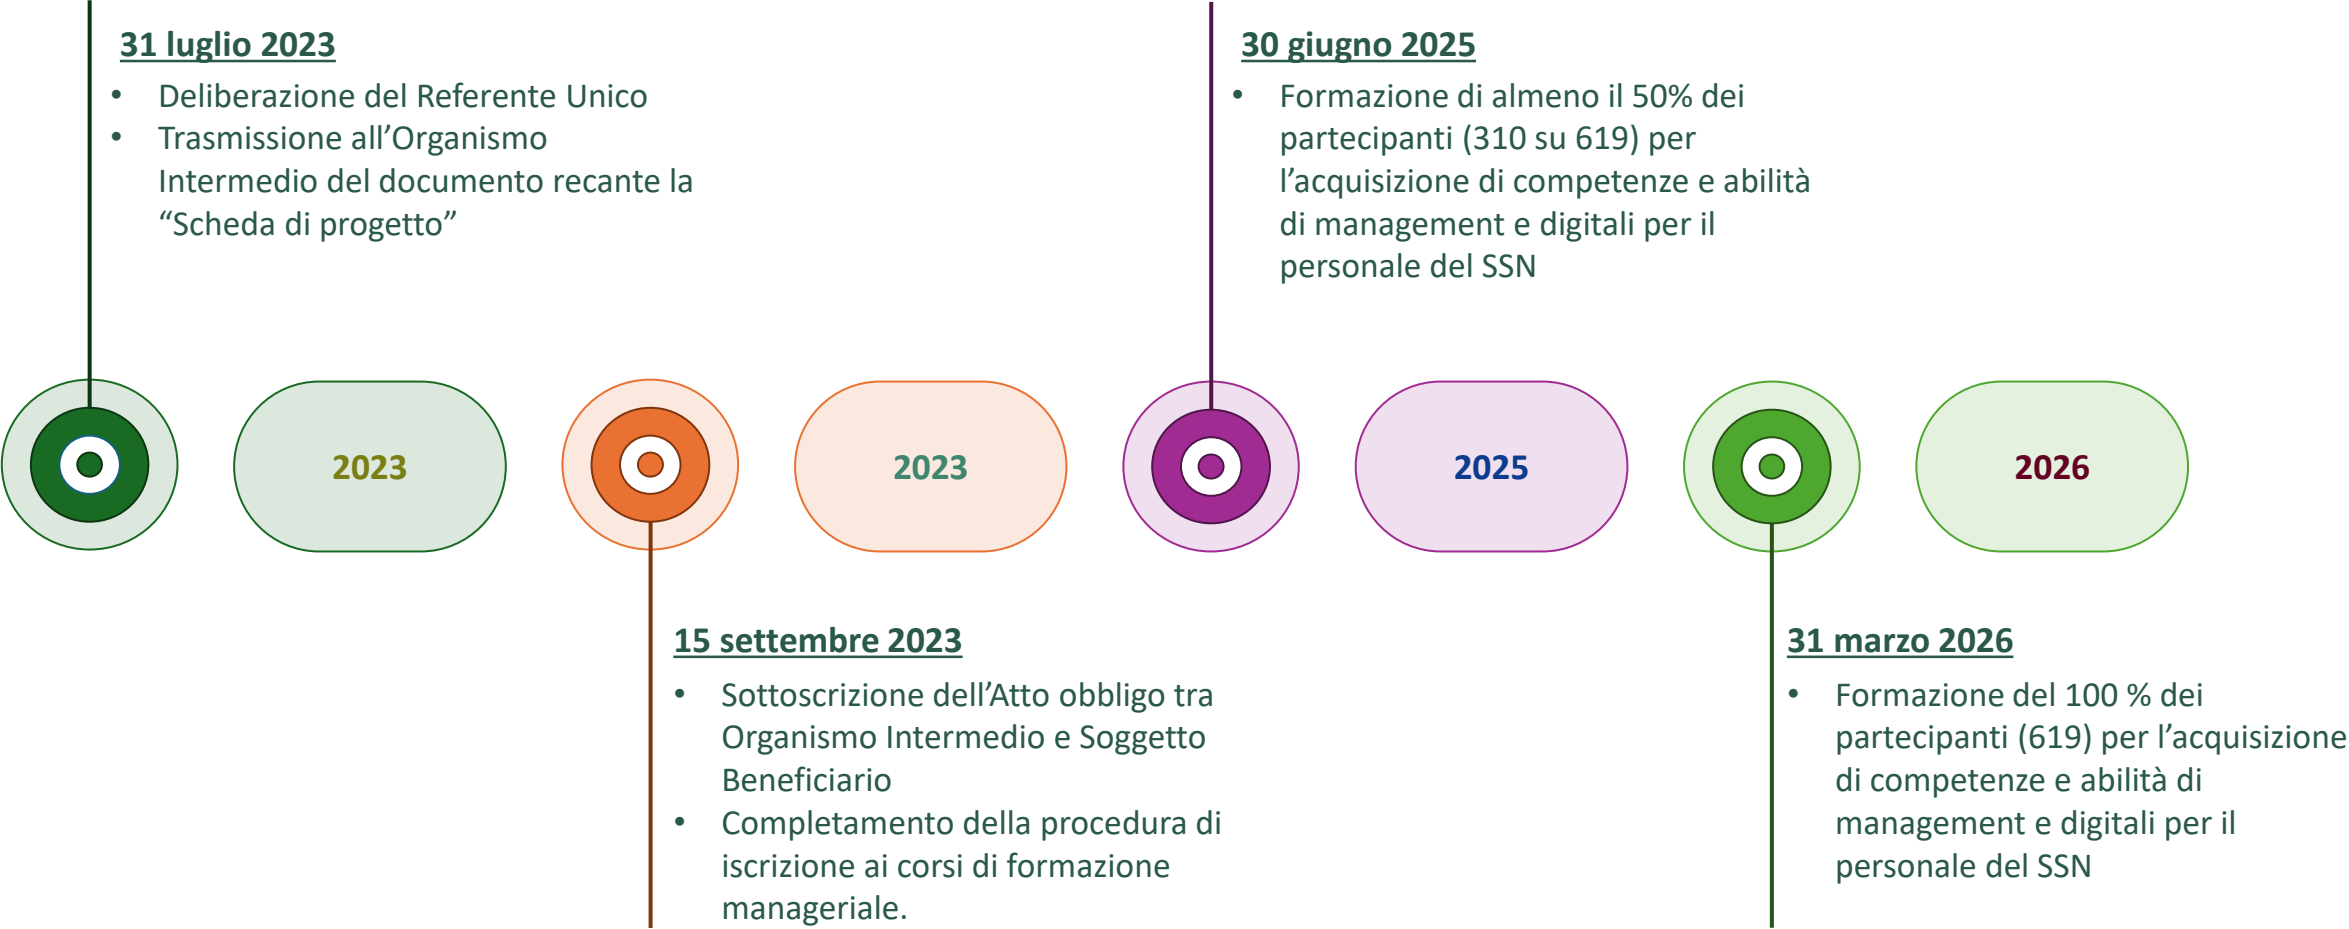 31 luglio 2023
• Deliberazione del Referente Unico
• Trasmissione all’Organismo
Intermedio del documento recante la
“Scheda di progetto”
30 giugno 2025
• Formazione di almeno il 50% dei
partecipanti (310 su 619) per
l’acquisizione di competenze e abilità
di management e digitali per il
personale del SSN
2023
2023
2025
2026
15 settembre 2023
• Sottoscrizione dell’Atto obbligo tra
Organismo Intermedio e Soggetto
Beneficiario
• Completamento della procedura di
iscrizione ai corsi di formazione
manageriale.
31 marzo 2026
• Formazione del 100 % dei
partecipanti (619) per l’acquisizione
di competenze e abilità di
management e digitali per il
personale del SSN